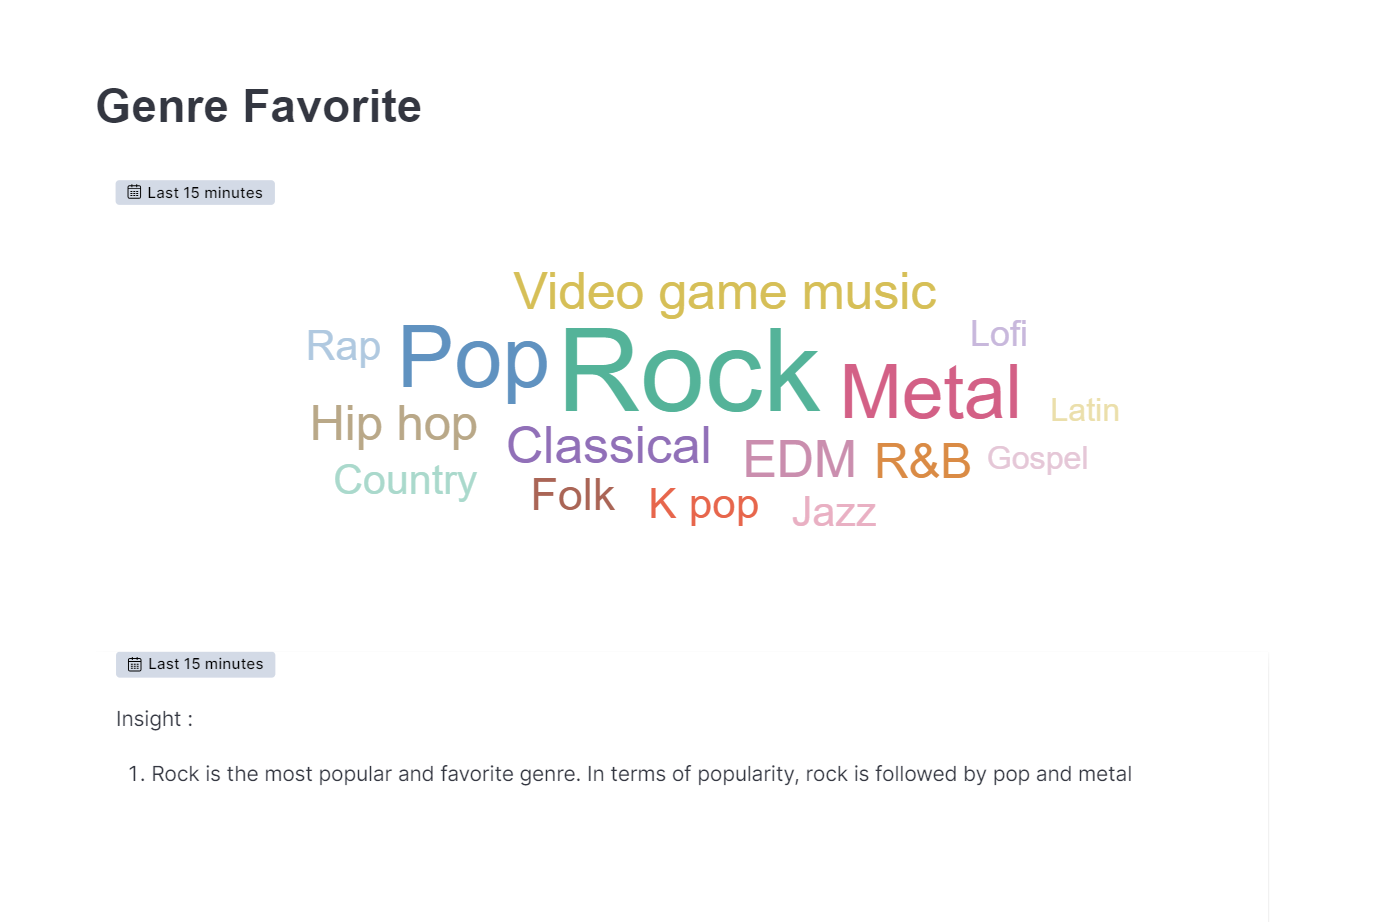 Genre Favorite
Last 15 minutes
Video game music
Rap
Pop
Rock
Lofi
Metal
Hip hop
Latin
Classical
EDM
R&B
Gospel
Country
Folk
K pop
Jazz
Last 15 minutes
Insight :
1. Rock is the most popular and favorite genre. In terms of popularity, rock is followed by pop and metal